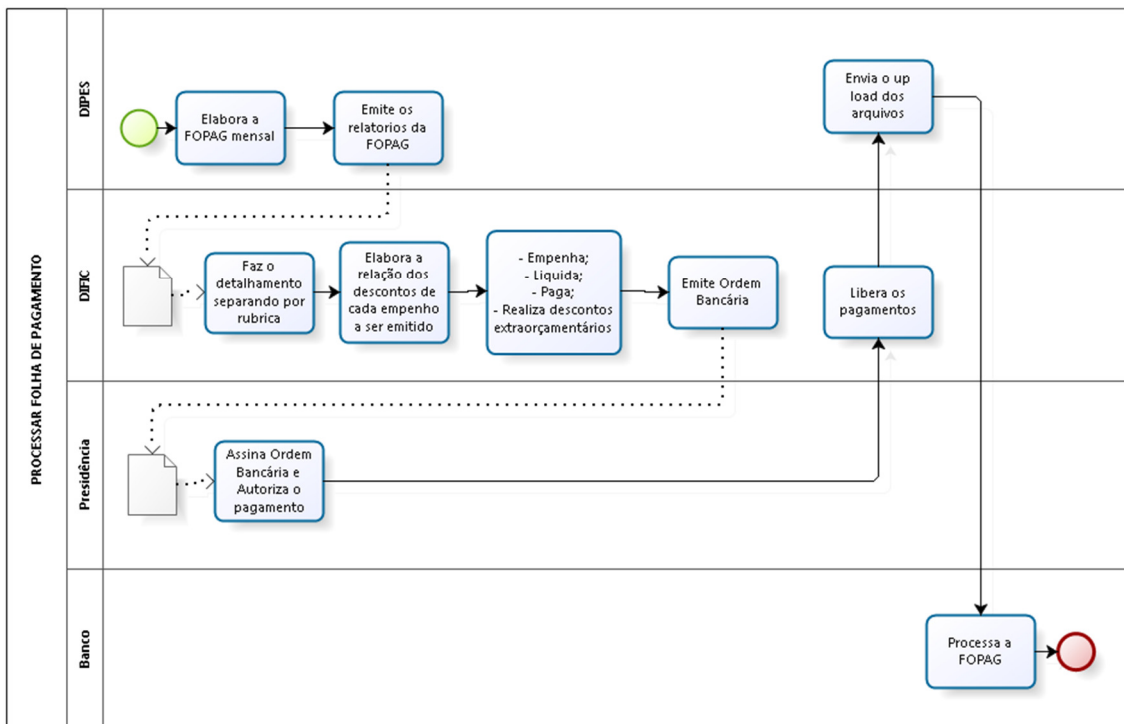 PROCESSAR FOLHA DE PAGAMENTO
DIPES
Elabora a
FOPAG mensal
Emite os
relatorios da
FOPAG
Envia o up
load dos
arquivos
DIFIC
Faz o
detalhamento
separando por
rubrica
Elabora a
relação dos
descontos de
cada empenho
a ser emitido
- Empenha;
- Liquida;
- Paga;
- Realiza descontos
extraorçamentários
Emite Ordem
Bancária
Libera os
pagamentos
Presidência
Assina Ordem
Bancária e
Autoriza o
pagamento
Banco
Processa a
FOPAG